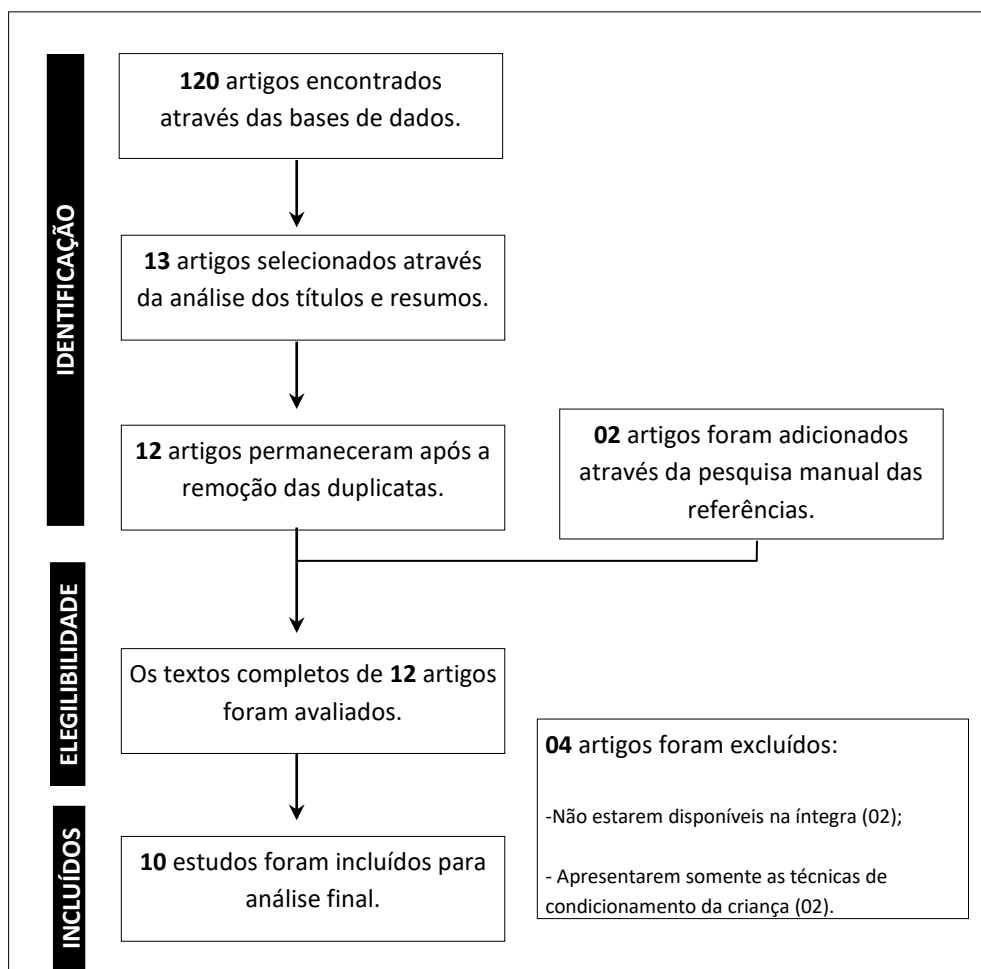 120 artigos encontrados
através das bases de dados.
IDENTIFICAÇÃO
13 artigos selecionados através
da análise dos títulos e resumos.
12 artigos permaneceram após a
remoção das duplicatas.
02 artigos foram adicionados
através da pesquisa manual das
referências.
ELEGILIBILIDADE
Os textos completos de 12 artigos
foram avaliados.
04 artigos foram excluídos:
-Não estarem disponíveis na íntegra (02);
- Apresentarem somente as técnicas de
condicionamento da criança (02).
INCLUÍDOS
10 estudos foram incluídos para
análise final.